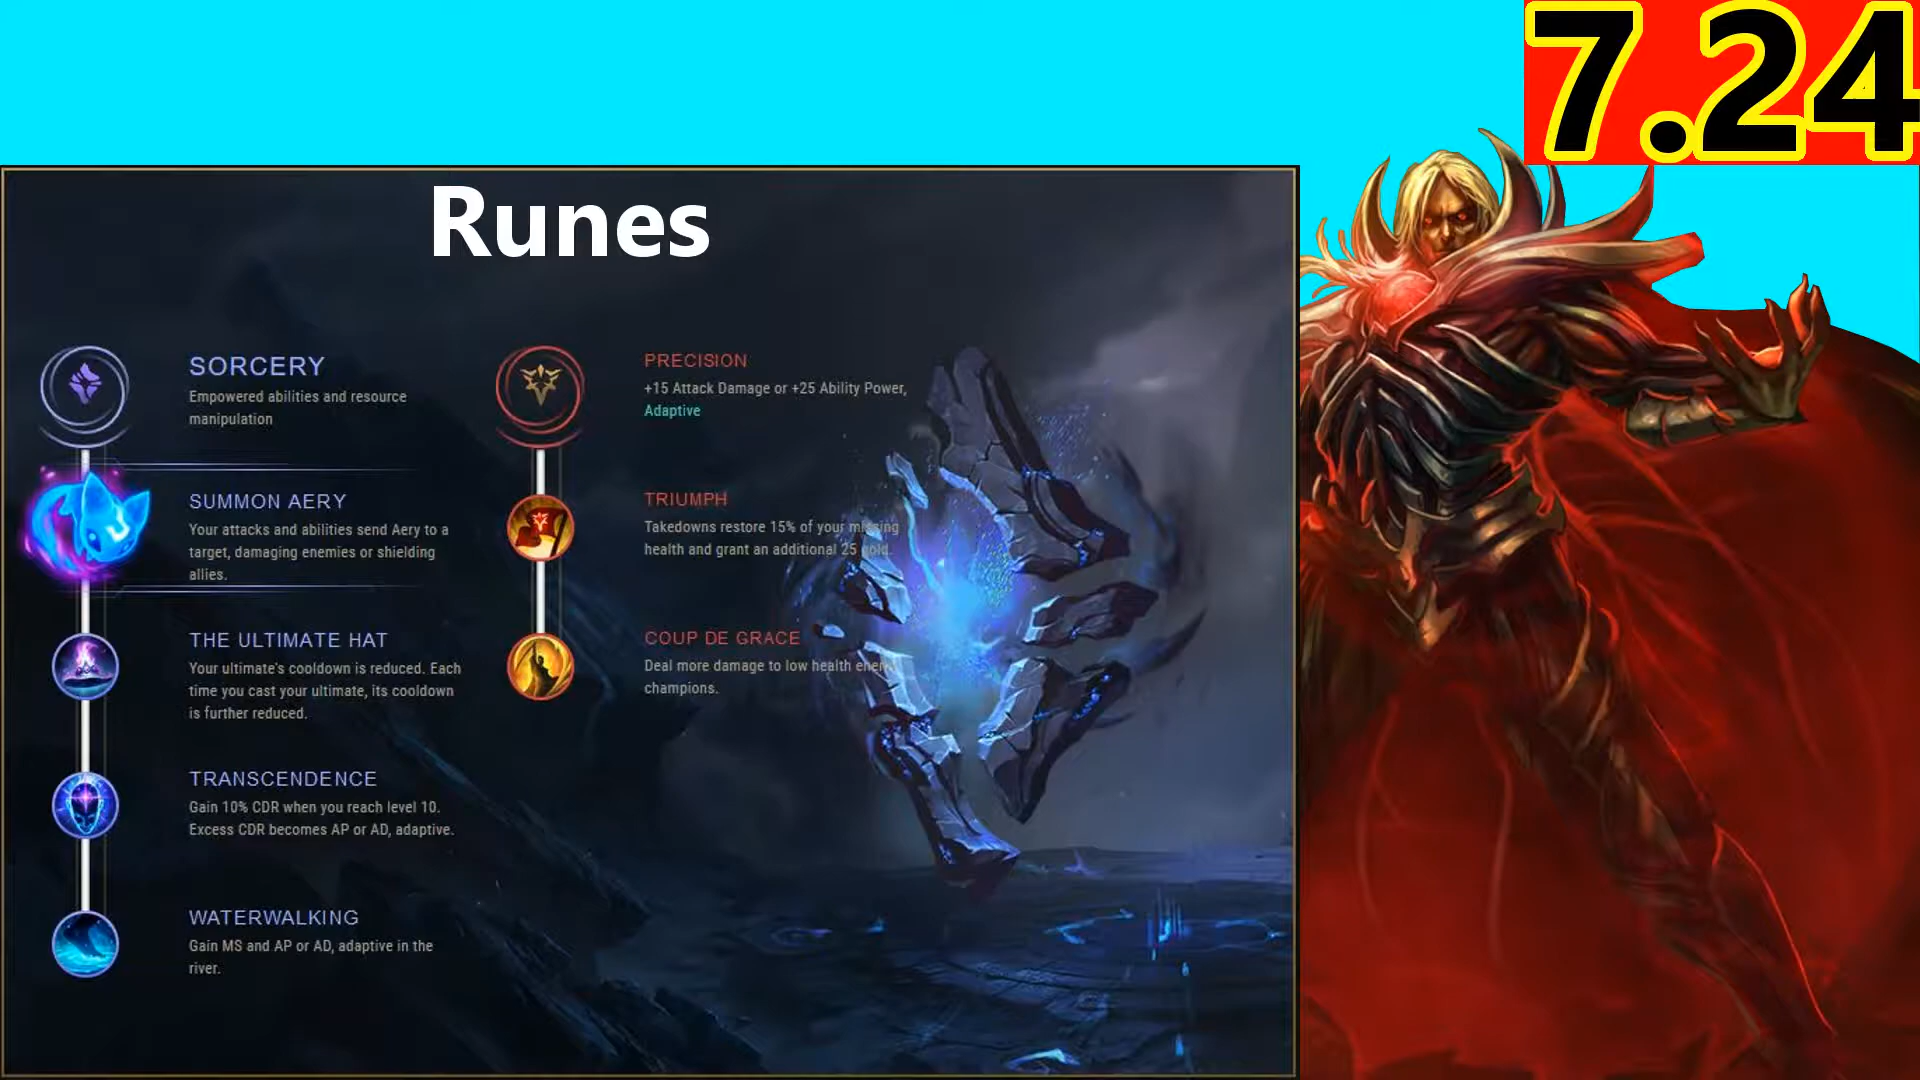 7.24
Runes
SORCERY
Empowered abilities and resource
manipulation
SUMMON AERY
Your attacks and abilities send Aery to a
target, damaging enemies or shielding
allies.
THE ULTIMATE HAT
Your ultimate's cooldown is reduced. Each
time you cast your ultimate, its cooldown
is further reduced.
TRANSCENDENCE
Gain 10% CDR when you reach level 10.
Excess CDR becomes AP or AD, adaptive.
WATERWALKING
Gain MS and AP or AD, adaptive in the
river.
PRECISION
+15 Attack Damage or +25 Ability Power,
Adaptive
TRIUMPH
Takedowns restore 15% of your missing
health and grant an additional 25 gold.
COUP DE GRACE
Deal more damage to low health enemy
champions.